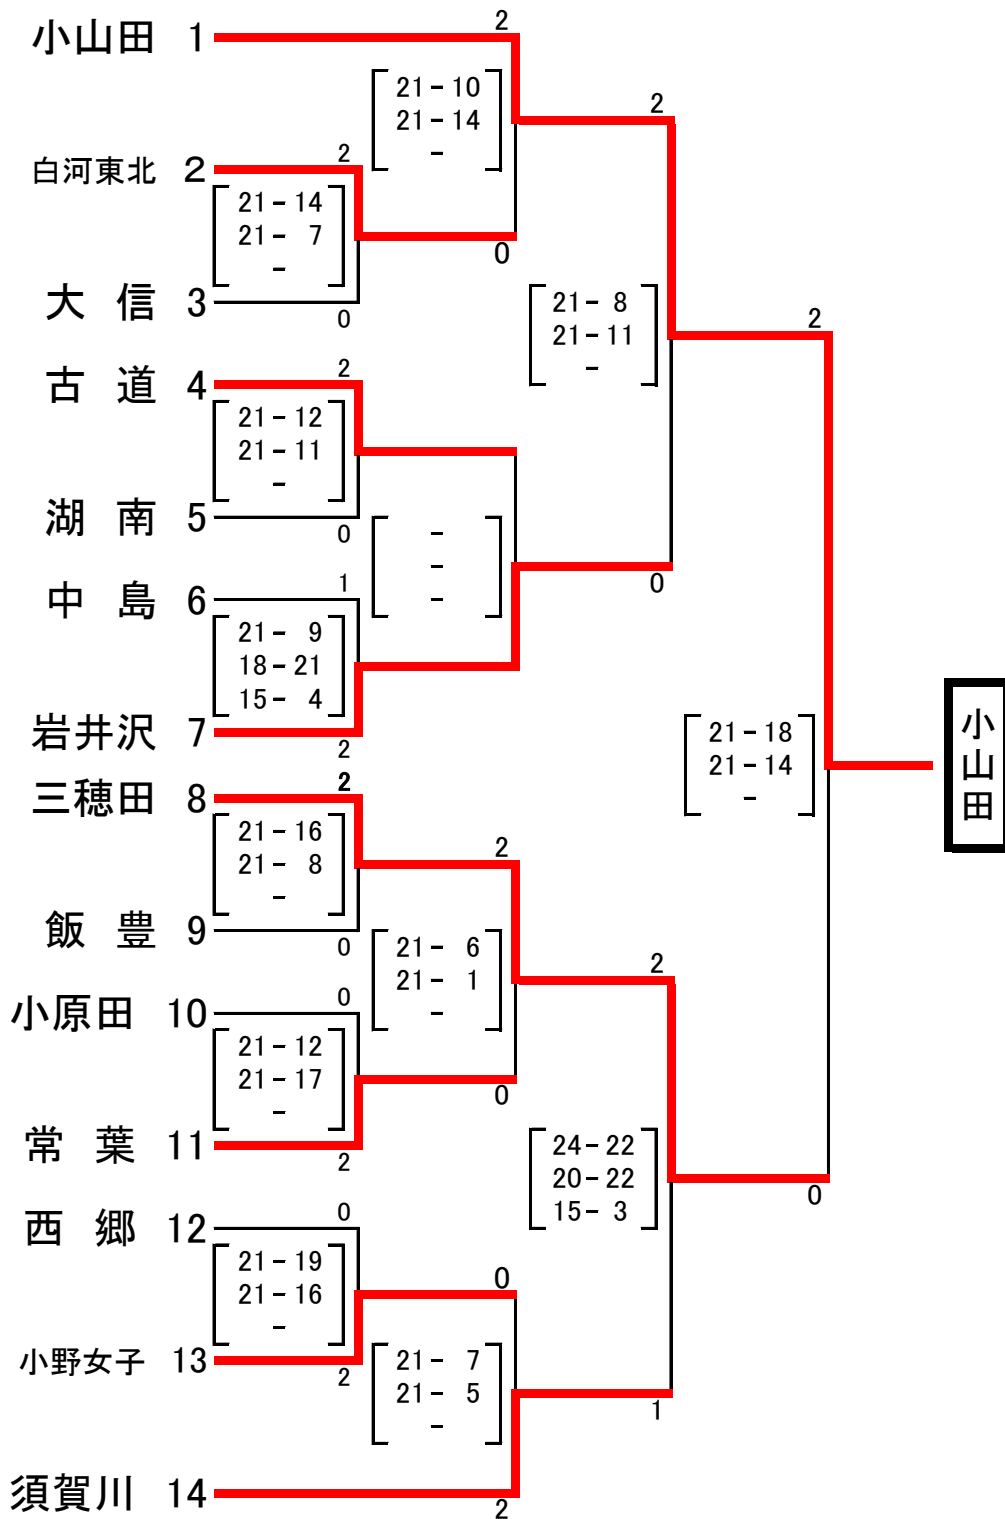 2
小山田 1
21 - 10
21 - 14
-
2
2
白河東北 2
21 - 14
21 - 7
-
0
大 信 3
0
21 - 8
21 - 11
-
2
2
古 道 4
21 - 12
21 - 11
-
湖 南 5
0
-
-
-
0
1
中 島 6
21 - 9
18 - 21
15 - 4
岩井沢 7
2
小山田
21 - 18
21 - 14
-
2
三穂田 8
21 - 16
21 - 8
-
2
飯 豊 9
0
21 - 6
21 - 1
-
2
0
小原田 10
21 - 12
21 - 17
-
0
常 葉 11
2
24 - 22
20 - 22
15 - 3
0
0
西 郷 12
21 - 19
21 - 16
-
0
小野女子 13
2
21 - 7
21 - 5
-
1
須賀川 14
2